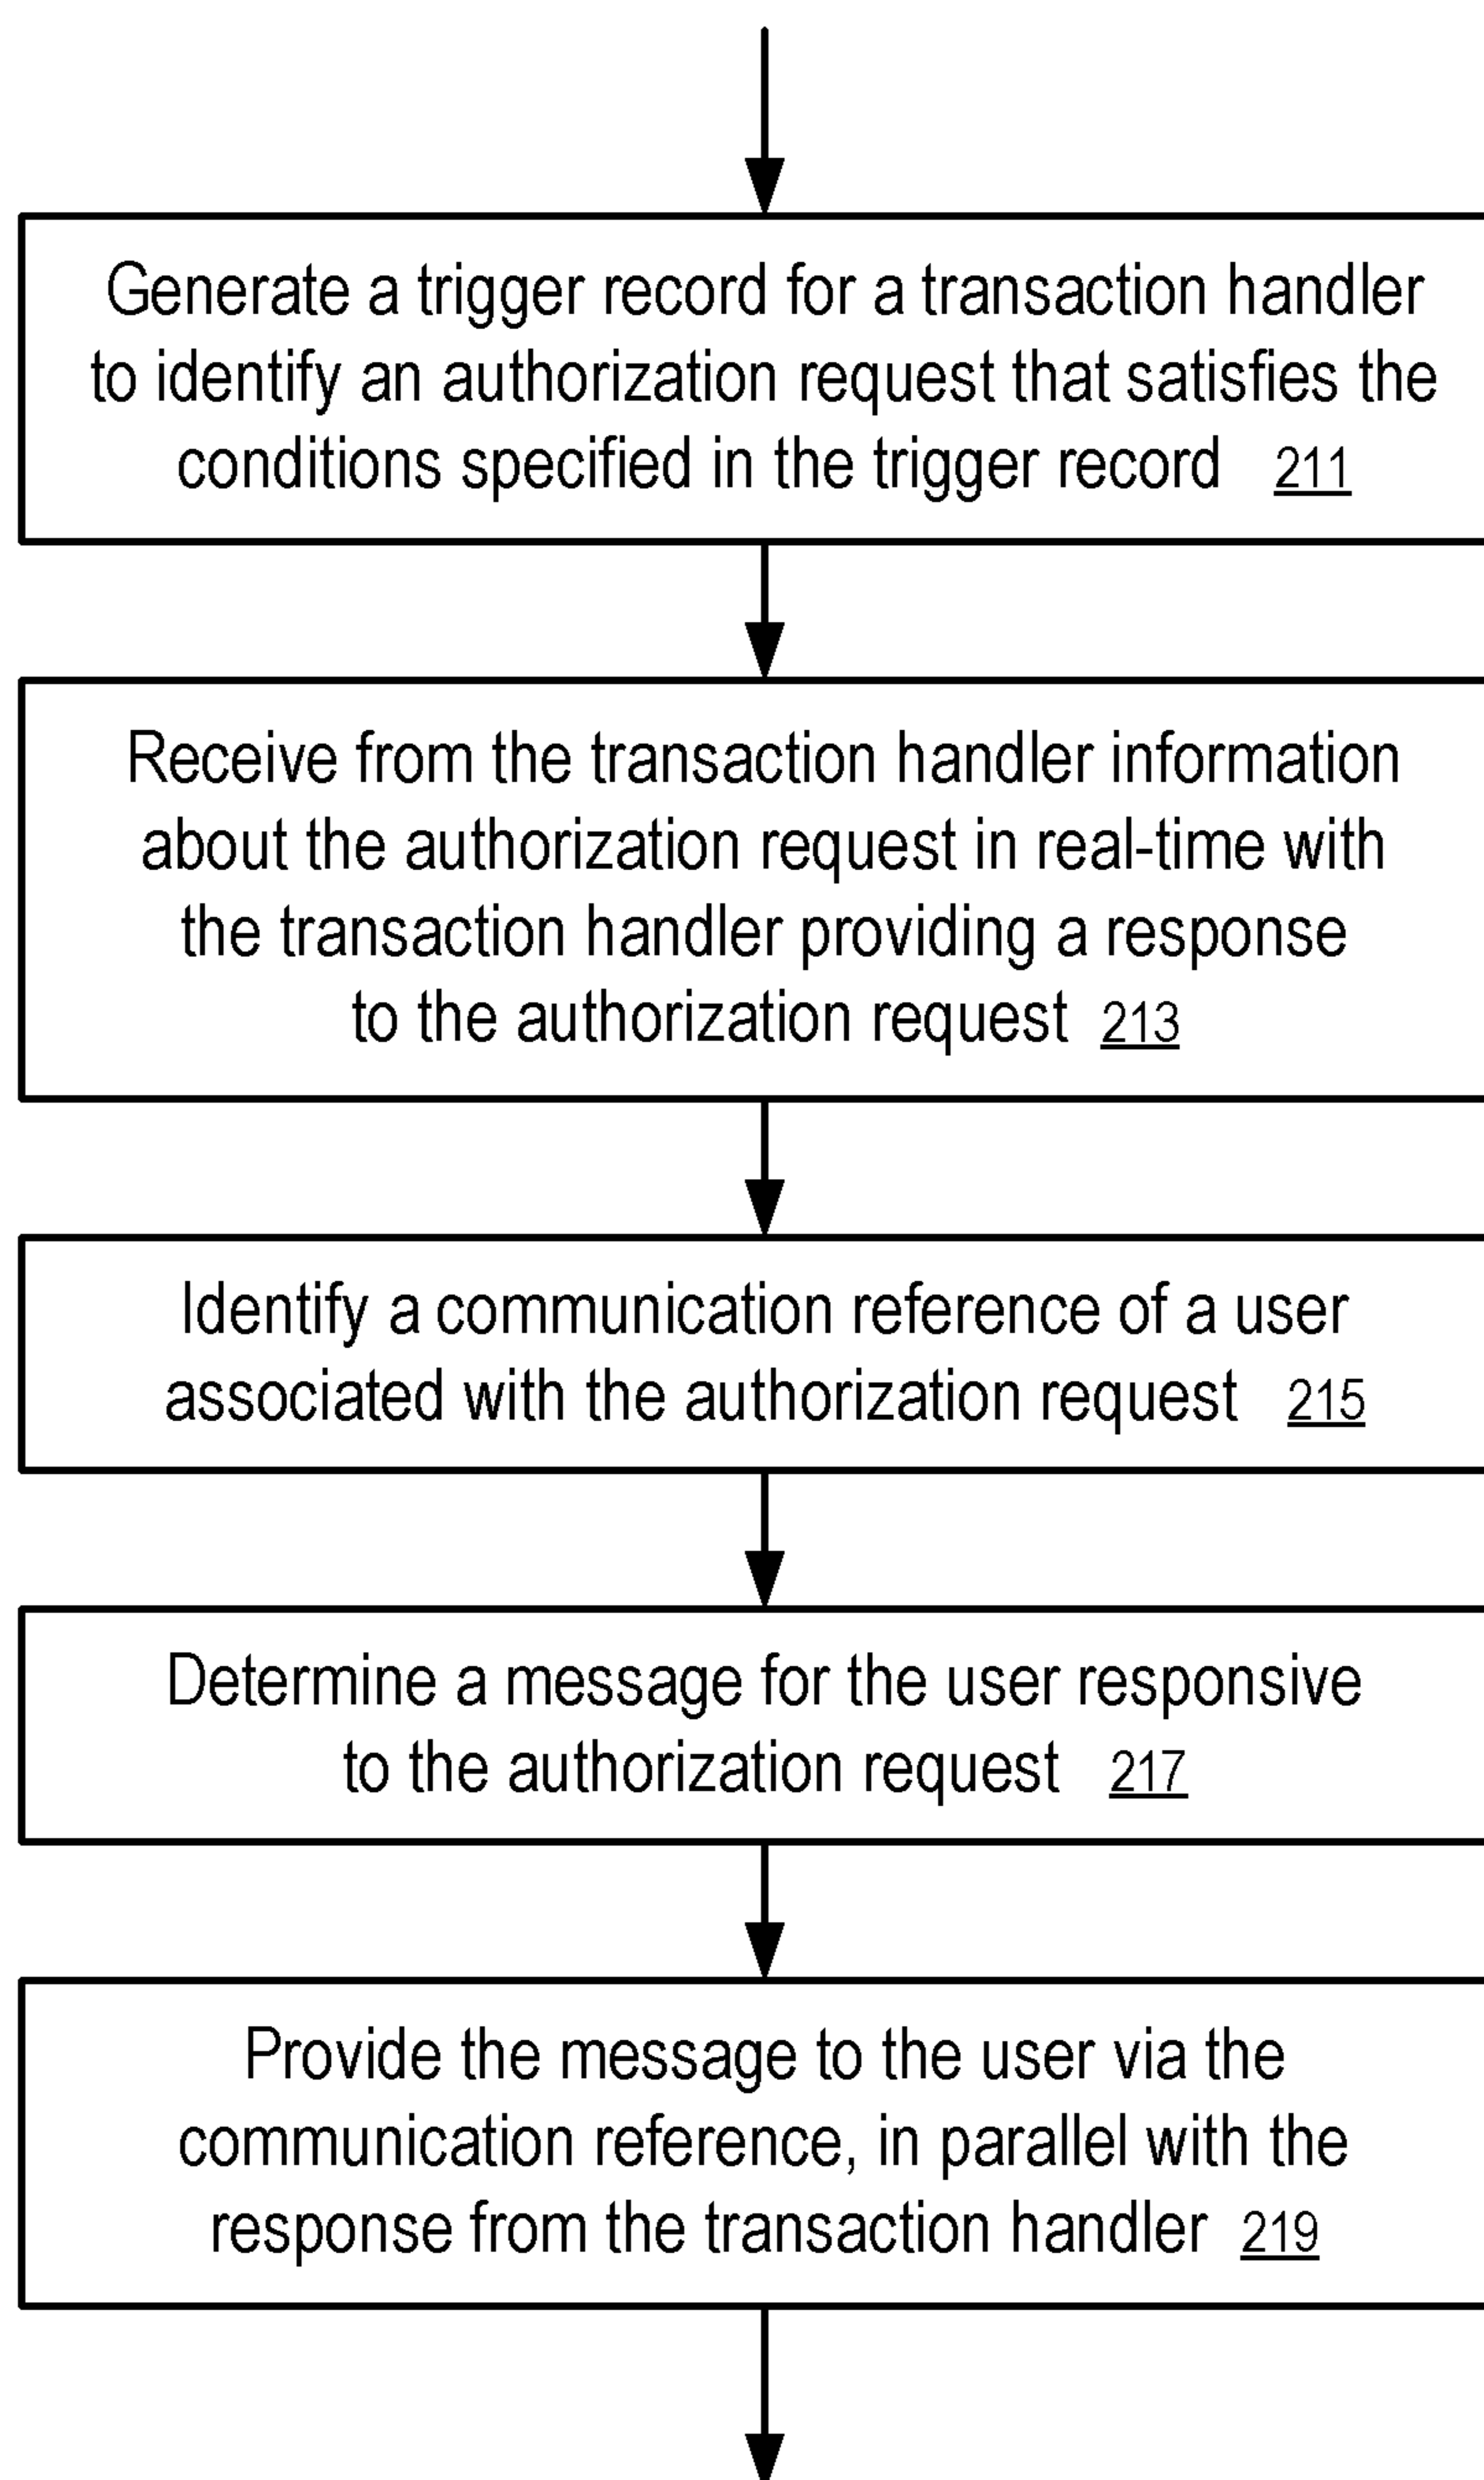 Generate a trigger record for a transaction handler
to identify an authorization request that satisfies the
conditions specified in the trigger record 211
Receive from the transaction handler information
about the authorization request in real-time with
the transaction handler providing a response
to the authorization request 213
Identify a communication reference of a user
associated with the authorization request 215
Determine a message for the user responsive
to the authorization request 217
Provide the message to the user via the
communication reference, in parallel with the
response from the transaction handler 219